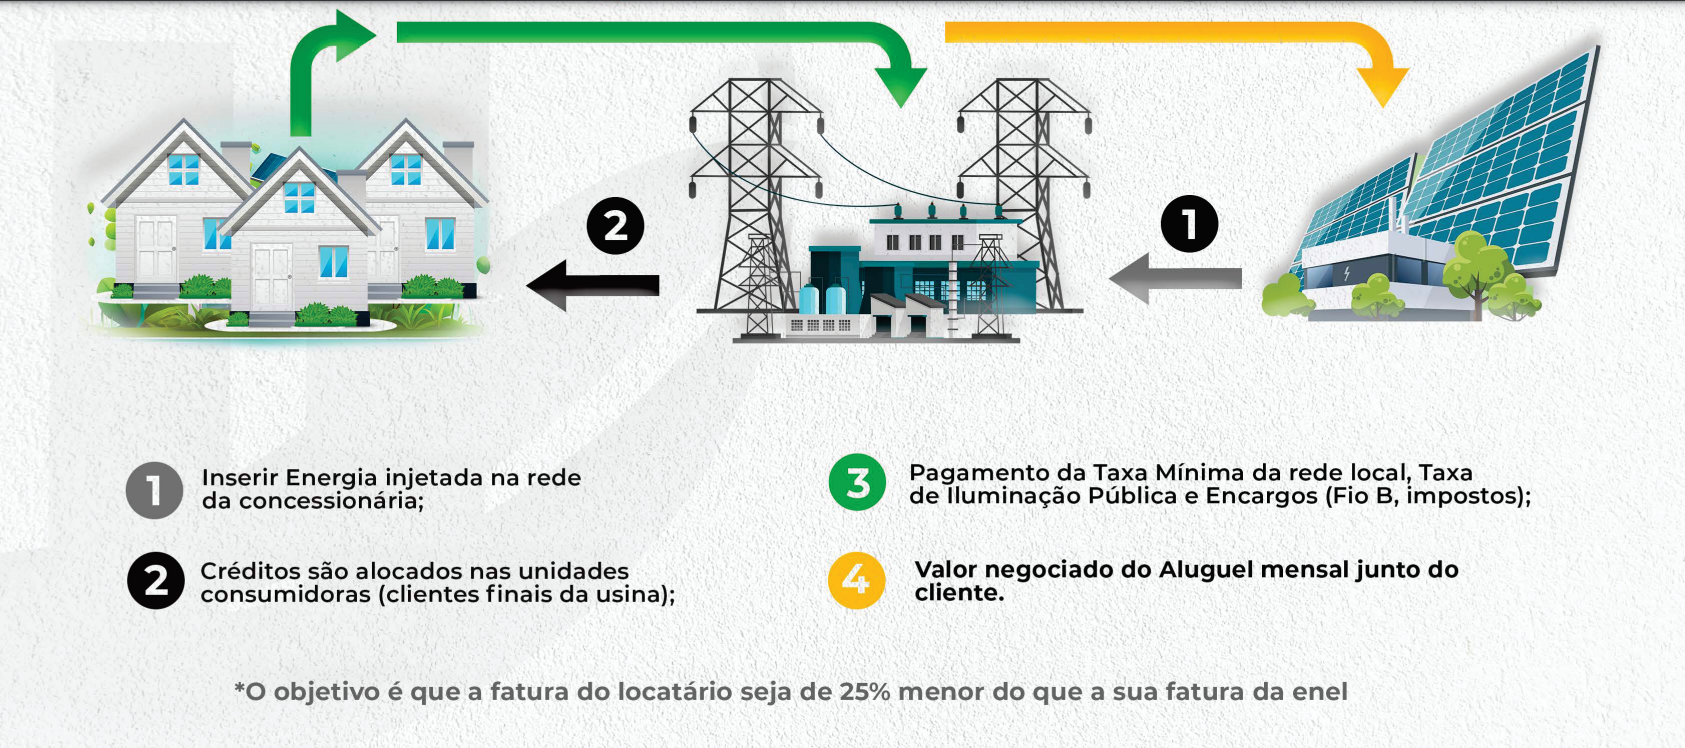 2
1
1
Inserir Energia injetada na rede
da concessionária;
2
Créditos são alocados nas unidades
consumidoras (clientes finais da usina);
3
Pagamento da Taxa Mínima da rede local, Taxa
de Iluminação Pública e Encargos (Fio B, impostos);
4
Valor negociado do Aluguel mensal junto do
cliente.
*O objetivo é que a fatura do locatário seja de 25% menor do que a sua fatura da enel